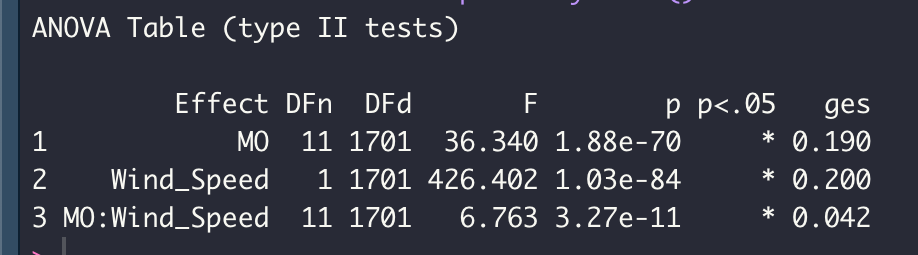 ANOVA Table (type II tests)
Effect DFn DFd F p p<.05 ges
1 MO 11 1701 36.340 1.88e-70 * 0.190
2 Wind_Speed 1 1701 426.402 1.03e-84 * 0.200
3 MO:Wind_Speed 11 1701 6.763 3.27e-11 * 0.042